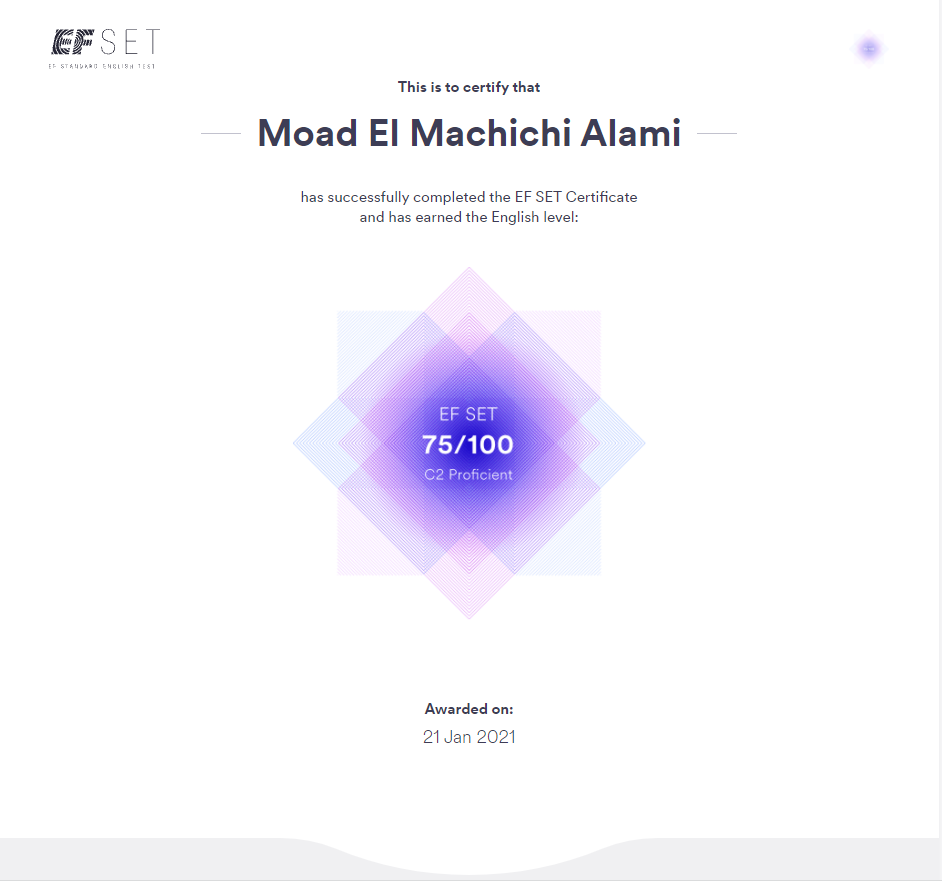 EF SET
EF STANDARD ENGLISH TEST
This is to certify that
Moad El Machichi Alami
has successfully completed the EF SET Certificate
and has earned the English level:
EF SET
75/100
C2 Proficient
Awarded on:
21 Jan 2021